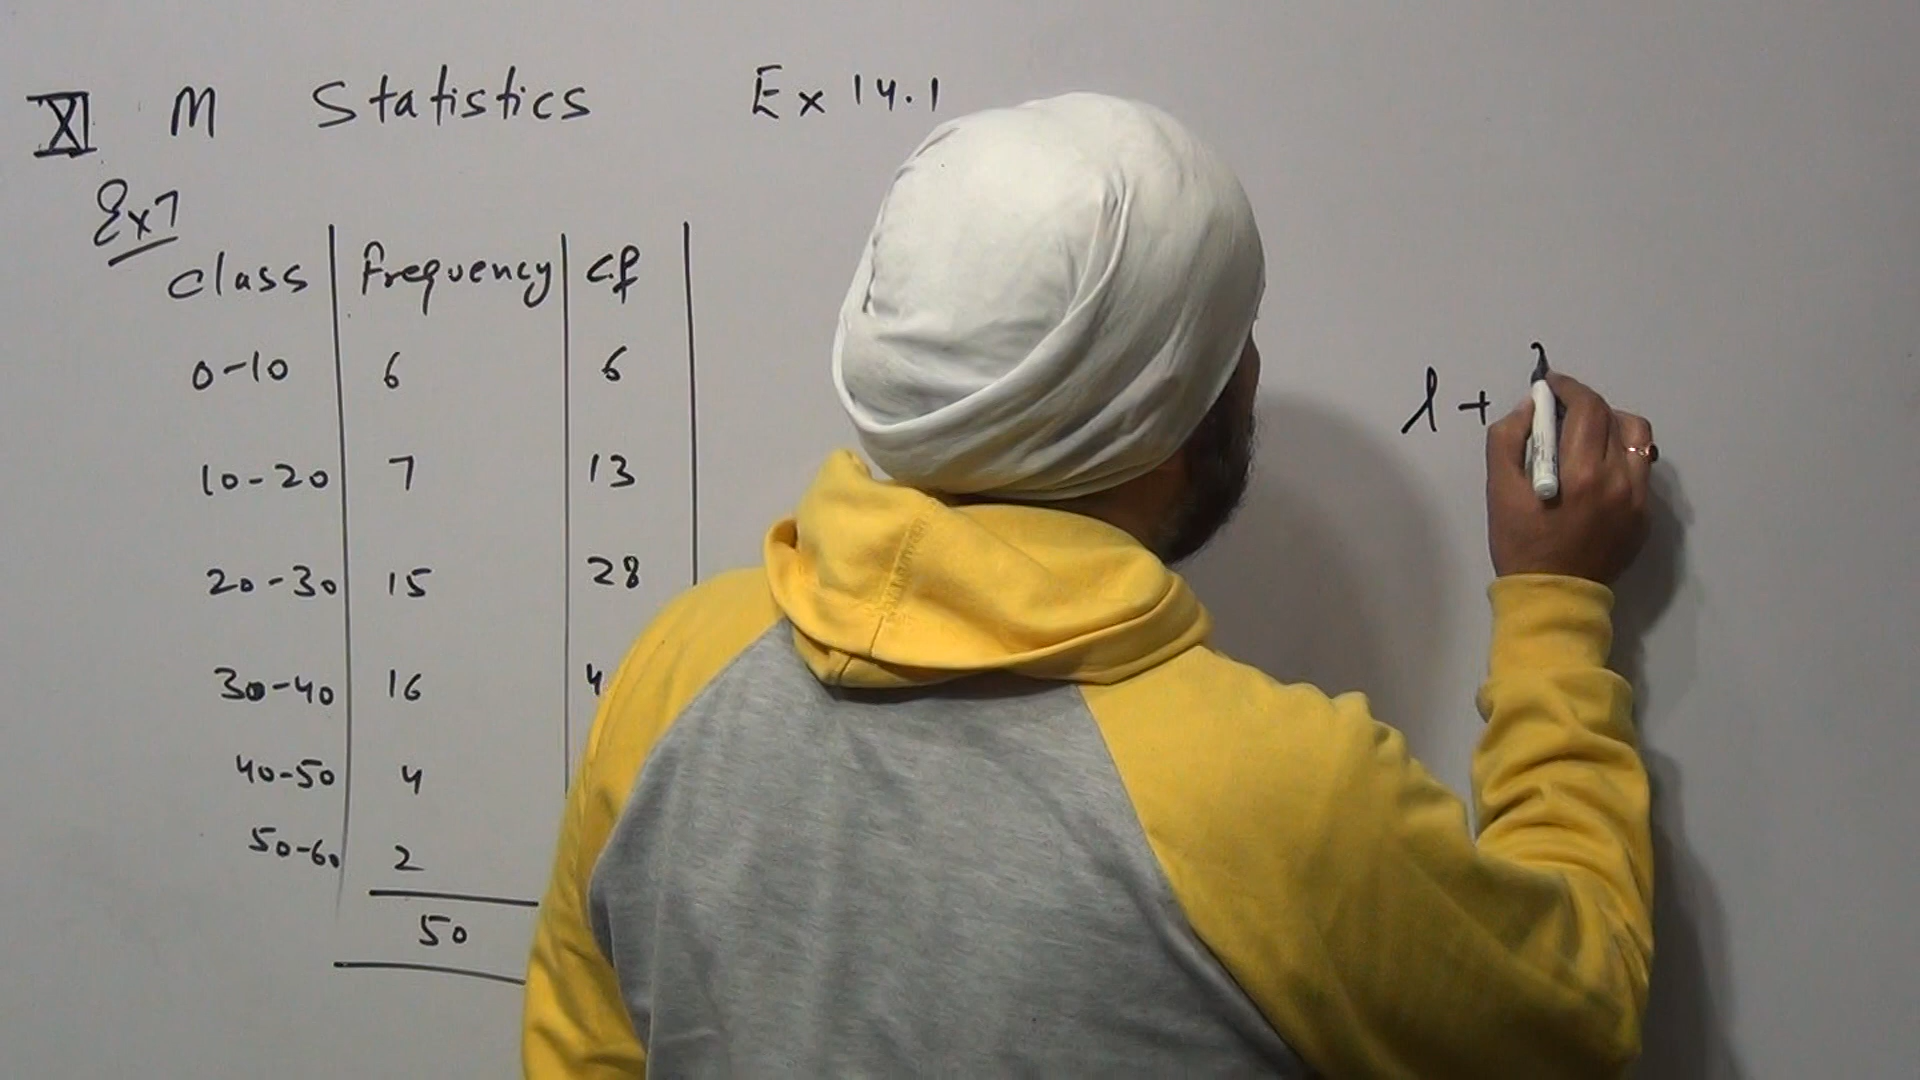 XI M Statistics Ex 14.1
Ex 7
Class Frequency Cf
0-10 6 6
10-20 7 13
20-30 15 28
30-40 16 4
40-50 4
50-60 2
50
l +